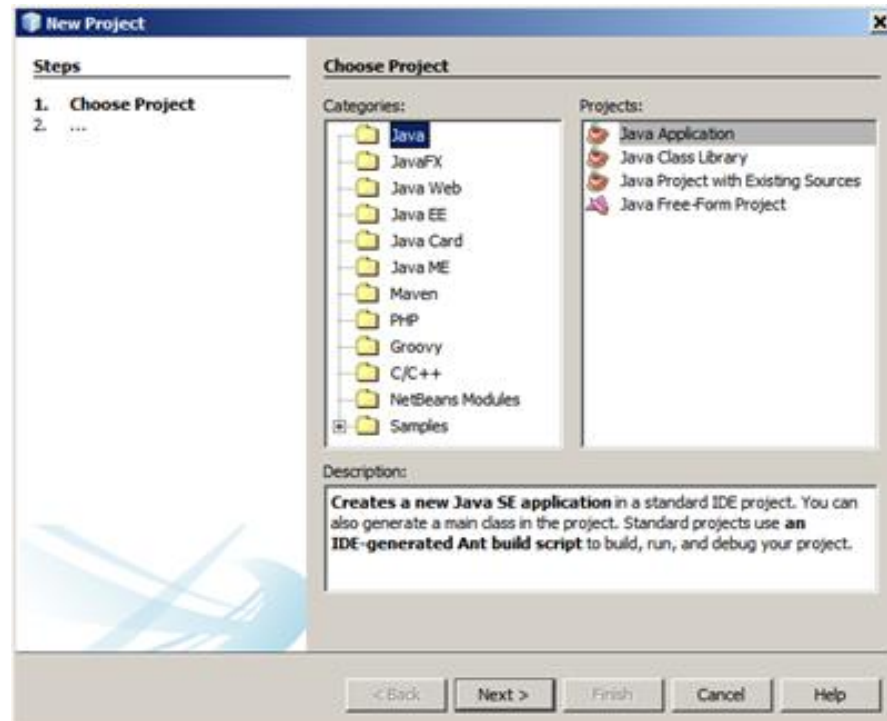 New Project
Steps
1. Choose Project
2. ...
Choose Project
Categories:
Java
JavaFX
Java Web
Java EE
Java Card
Java ME
Maven
PHP
Groovy
C/C++
NetBeans Modules
Samples
Projects:
Java Application
Java Class Library
Java Project with Existing Sources
Java Free-Form Project
Description:
Creates a new Java SE application in a standard IDE project. You can
also generate a main class in the project. Standard projects use an
IDE-generated Ant build script to build, run, and debug your project.
< Back
Next >
Finish
Cancel
Help